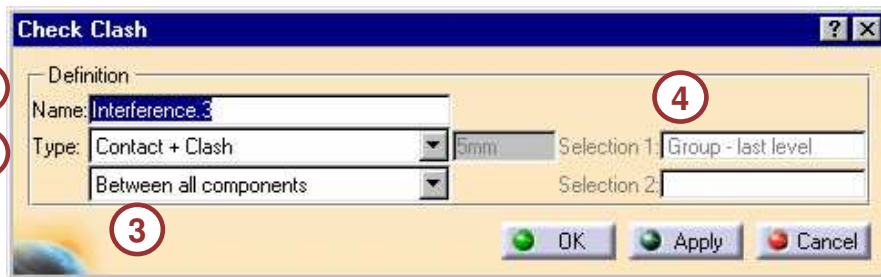 Check Clash
? X
Definition
4
Name: Interference.3
Type: Contact + Clash 5mm Selection 1: Group - last level
Between all components Selection 2:
3
OK Apply Cancel